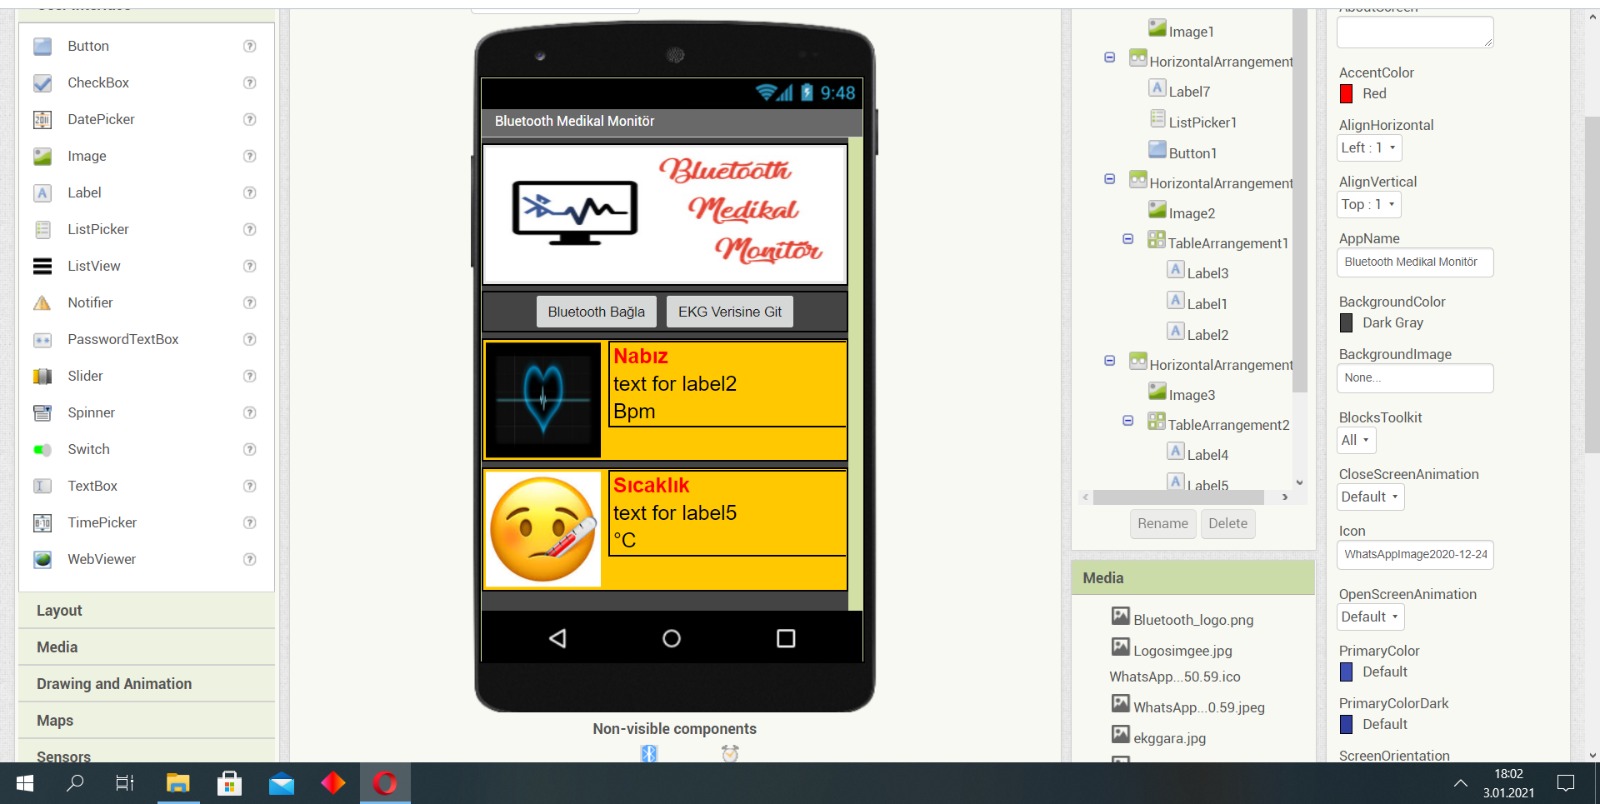 User Interface
Button
CheckBox
DatePicker
Image
Label
ListPicker
ListView
Notifier
PasswordTextBox
Slider
Spinner
Switch
TextBox
TimePicker
WebViewer
Layout
Media
Drawing and Animation
Maps
Sensors
9:48
Bluetooth Medikal Monitör
Bluetooth
Medikal
Monitör
Bluetooth Bağla
EKG Verisine Git
Nabız
text for label2
Bpm
Sıcaklık
text for label5
°C
Non-visible components
Image1
HorizontalArrangement
Label7
ListPicker1
Button1
HorizontalArrangement
Image2
TableArrangement1
Label3
Label1
Label2
HorizontalArrangement
Image3
TableArrangement2
Label4
Label5
Rename
Delete
Media
Bluetooth_logo.png
Logosimgee.jpg
WhatsApp...50.59.ico
WhatsApp...0.59.jpeg
ekggara.jpg
AboutScreen
AccentColor
Red
AlignHorizontal
Left : 1
AlignVertical
Top : 1
AppName
Bluetooth Medikal Monitör
BackgroundColor
Dark Gray
BackgroundImage
None...
BlocksToolkit
All
CloseScreenAnimation
Default
Icon
WhatsAppImage2020-12-24
OpenScreenAnimation
Default
PrimaryColor
Default
PrimaryColorDark
Default
ScreenOrientation
18:02
3.01.2021